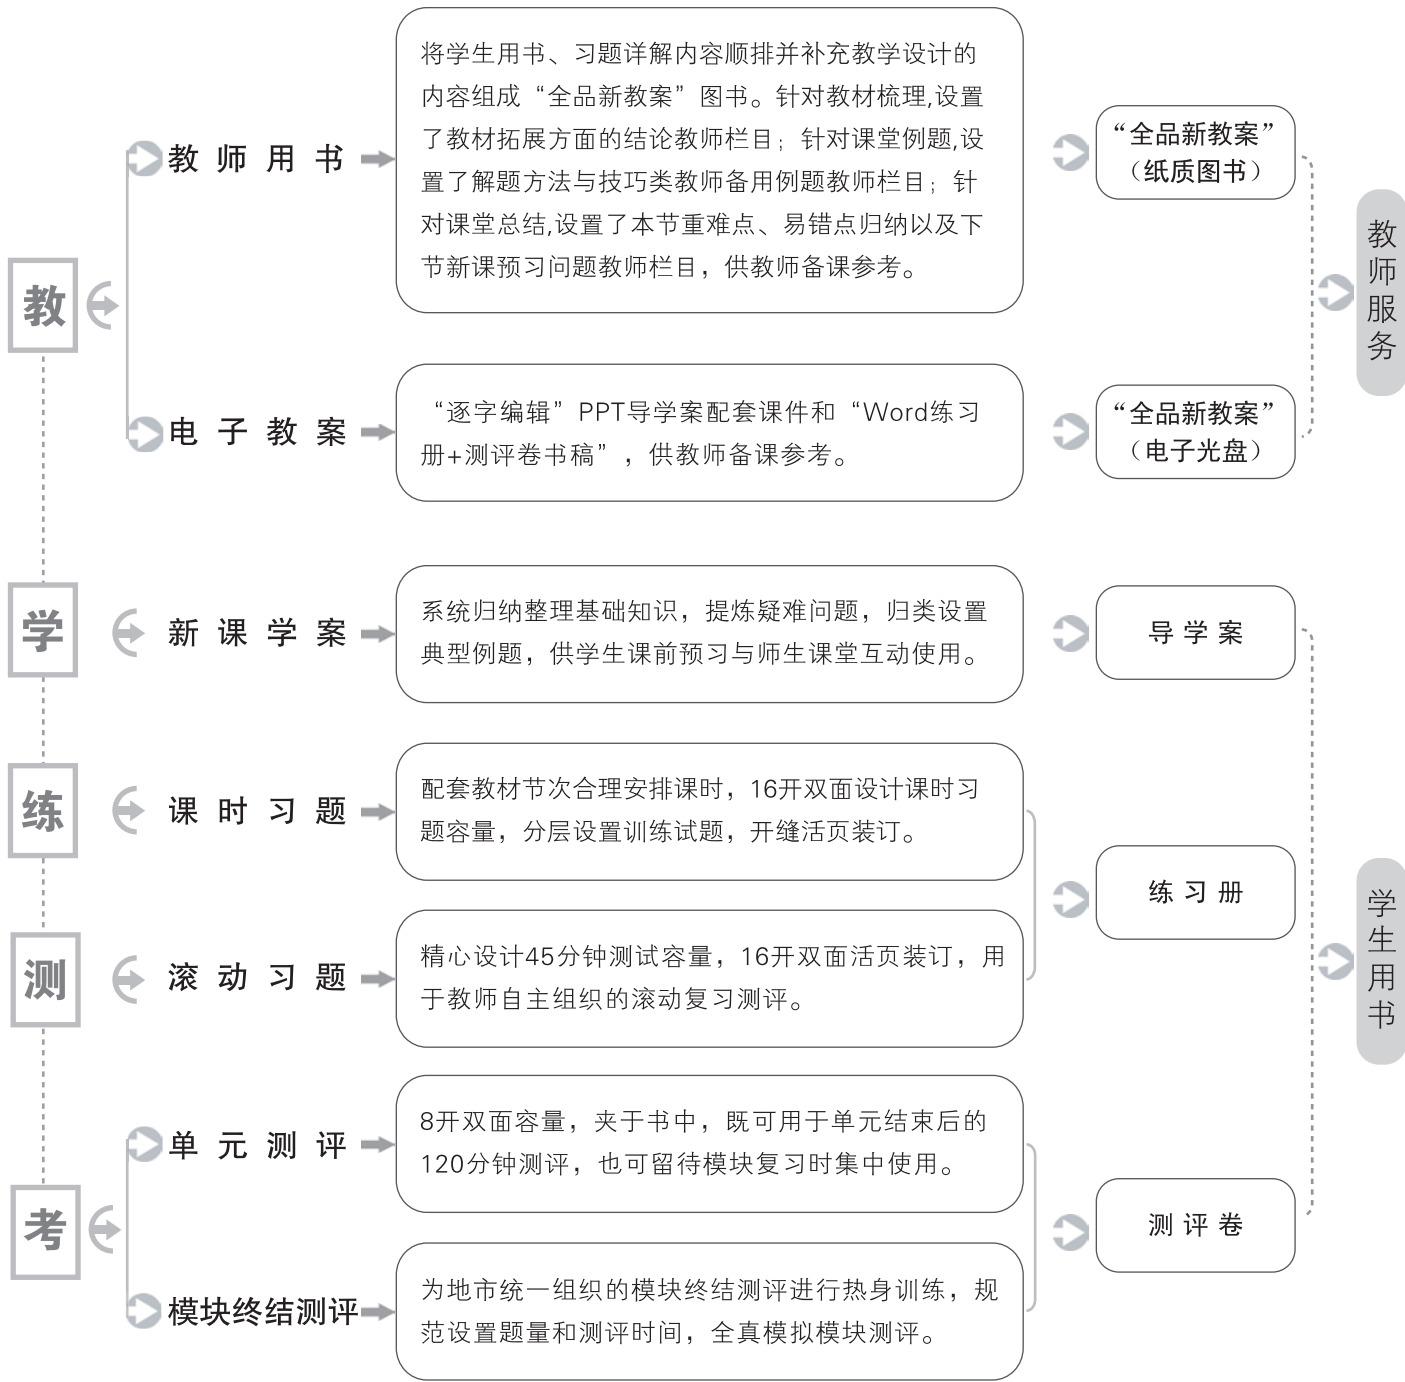 教
教师用书
将学生用书、习题详解内容顺排并补充教学设计的
内容组成“全品新教案”图书。针对教材梳理,设置
了教材拓展方面的结论教师栏目；针对课堂例题,设
置了解题方法与技巧类教师备用例题教师栏目；针
对课堂总结,设置了本节重难点、易错点归纳以及下
节新课预习问题教师栏目，供教师备课参考。
“全品新教案”
（纸质图书）
电子教案
“逐字编辑”PPT导学案配套课件和“Word练习
册+测评卷书稿”，供教师备课参考。
“全品新教案”
（电子光盘）
教师服务
学
新课学案
系统归纳整理基础知识，提炼疑难问题，归类设置
典型例题，供学生课前预习与师生课堂互动使用。
导学案
练
课时习题
配套教材节次合理安排课时，16开双面设计课时习
题容量，分层设置训练试题，开缝活页装订。
测
滚动习题
精心设计45分钟测试容量，16开双面活页装订，用
于教师自主组织的滚动复习测评。
练习册
考
单元测评
8开双面容量，夹于书中，既可用于单元结束后的
120分钟测评，也可留待模块复习时集中使用。
模块终结测评
为地市统一组织的模块终结测评进行热身训练，规
范设置题量和测评时间，全真模拟模块测评。
测评卷
学生用书